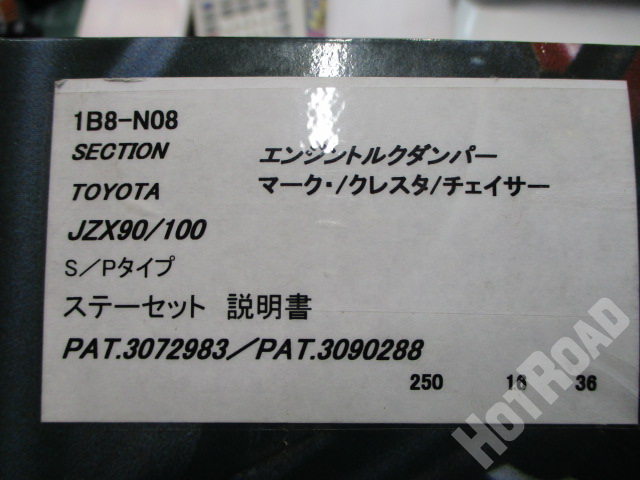 1B8-N08
SECTION エンジントルクダンパー
TOYOTA マーク・/クレスタ/チェイサー
JZX90/100
S/Pタイプ
ステーセット 説明書
PAT.3072983/PAT.3090288
250 16 36
HOTROAD